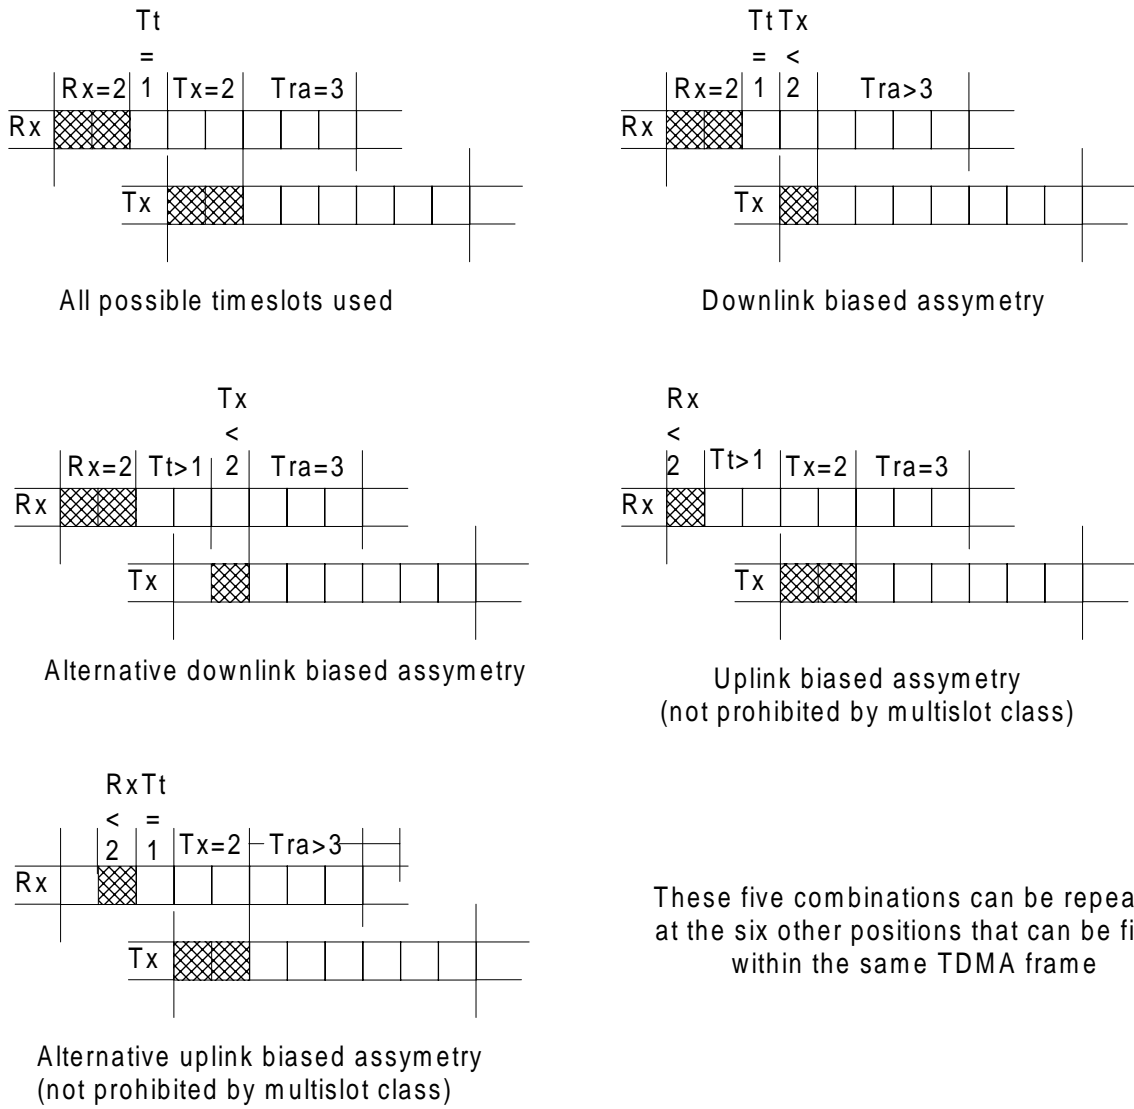 Tt
=
Rx=2 1 Tx=2 Tra=3
Rx
Tx
All possible timeslots used
Tt Tx
= <
Rx=2 1 2 Tra>3
Rx
Tx
Downlink biased assymetry
Tx
<
Rx=2 Tt>1 2 Tra=3
Rx
Tx
Alternative downlink biased assymetry
Rx
<
2 Tt>1 Tx=2 Tra=3
Rx
Tx
Uplink biased assymetry
(not prohibited by multislot class)
RxTt
< =
2 1 Tx=2 Tra>3
Rx
Tx
Alternative uplink biased assymetry
(not prohibited by multislot class)
These five combinations can be repea
at the six other positions that can be fi
within the same TDMA frame